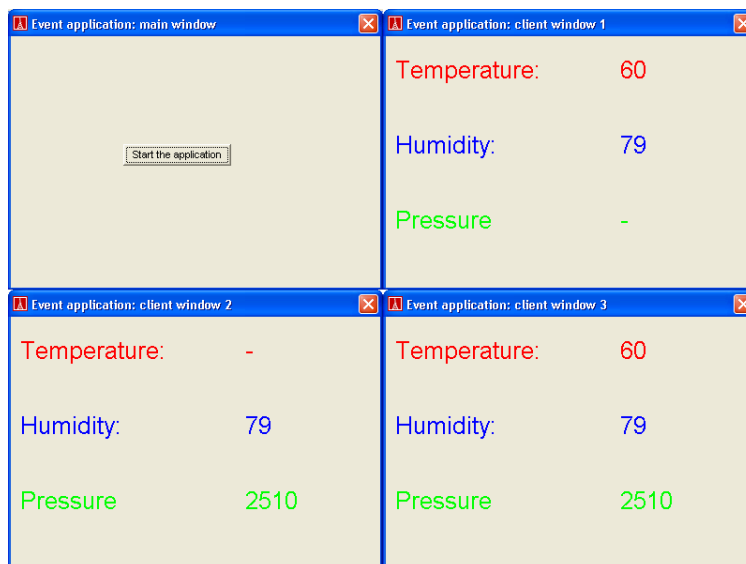 Event application: main window
Start the application
Event application: client window 1
Temperature: 60
Humidity: 79
Pressure -
Event application: client window 2
Temperature: -
Humidity: 79
Pressure 2510
Event application: client window 3
Temperature: 60
Humidity: 79
Pressure 2510